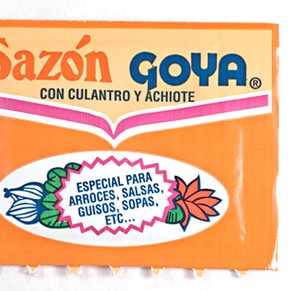 Sazón GOYA®
CON CULANTRO Y ACHIOTE
ESPECIAL PARA
ARROCES, SALSAS,
GUISOS, SOPAS,
ETC...